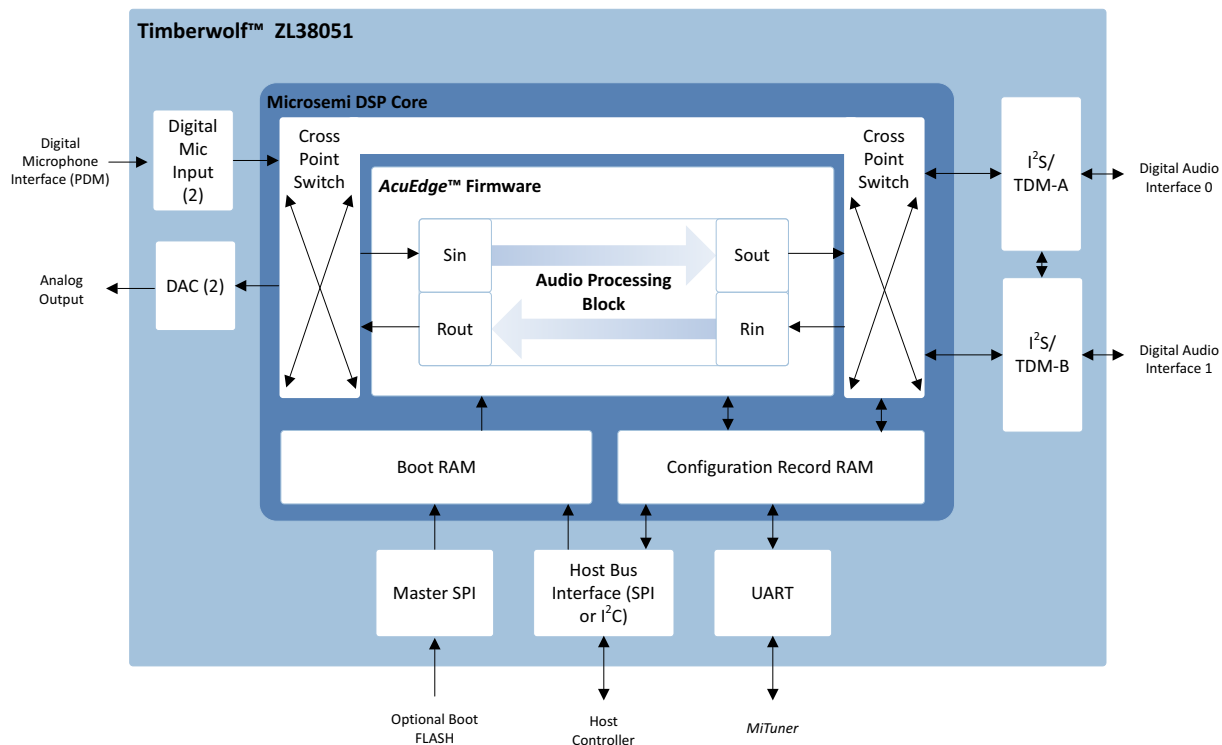 Timberwolf™ ZL38051
Microsemi DSP Core
Digital
Microphone
Interface (PDM)
Digital
Mic
Input
(2)
Cross
Point
Switch
AcuEdge™ Firmware
Cross
Point
Switch
I²S/
TDM-A
Digital Audio
Interface 0
Sin
Sout
Audio Processing
Block
Analog
Output
DAC (2)
Rout
Rin
I²S/
TDM-B
Digital Audio
Interface 1
Boot RAM
Configuration Record RAM
Master SPI
Host Bus
Interface (SPI
or I²C)
UART
Optional Boot
FLASH
Host
Controller
MiTuner